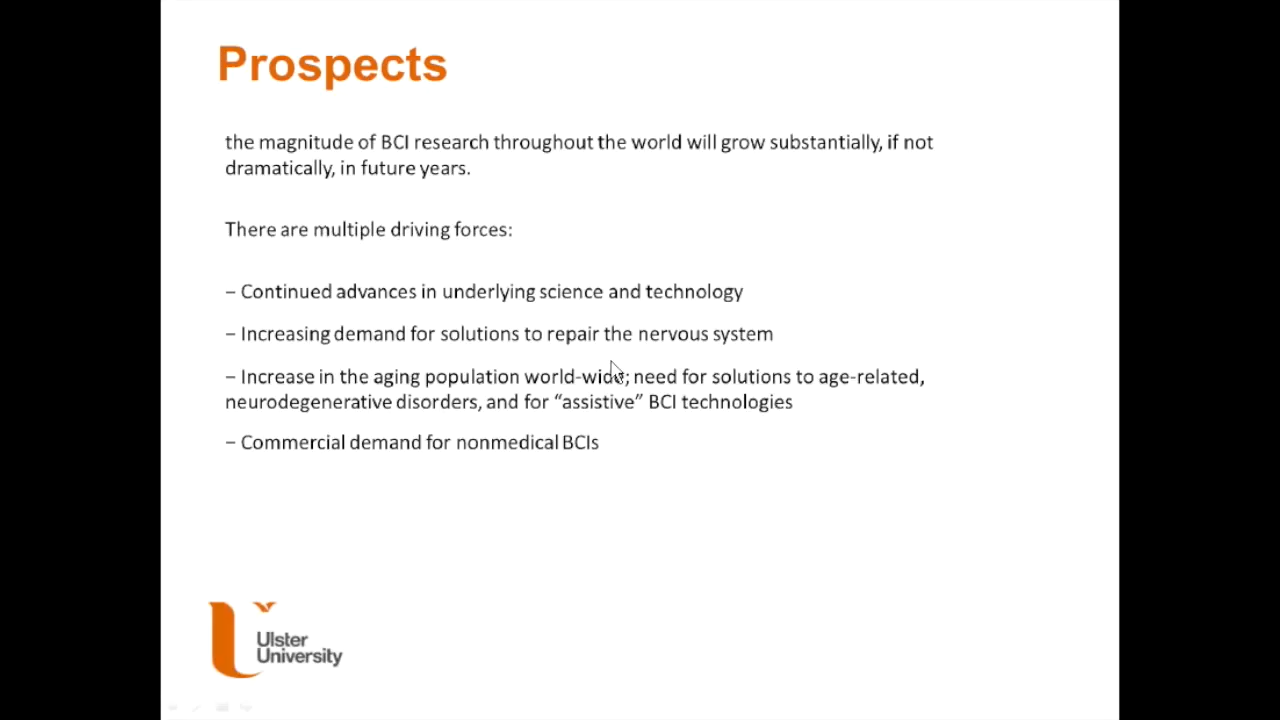 Prospects
the magnitude of BCI research throughout the world will grow substantially, if not
dramatically, in future years.
There are multiple driving forces:
– Continued advances in underlying science and technology
– Increasing demand for solutions to repair the nervous system
– Increase in the aging population world-wide; need for solutions to age-related,
neurodegenerative disorders, and for “assistive” BCI technologies
– Commercial demand for nonmedical BCIs
Ulster
University